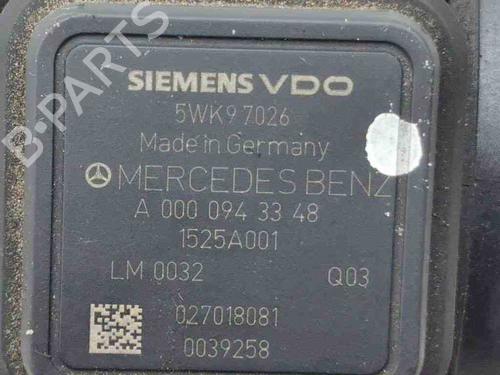 B-PARTS
SIEMENS VDO
5WK9 7026
Made in Germany
MERCEDES BENZ
A 000 094 33 48
1525A001
LM 0032 Q03
027018081
0039258